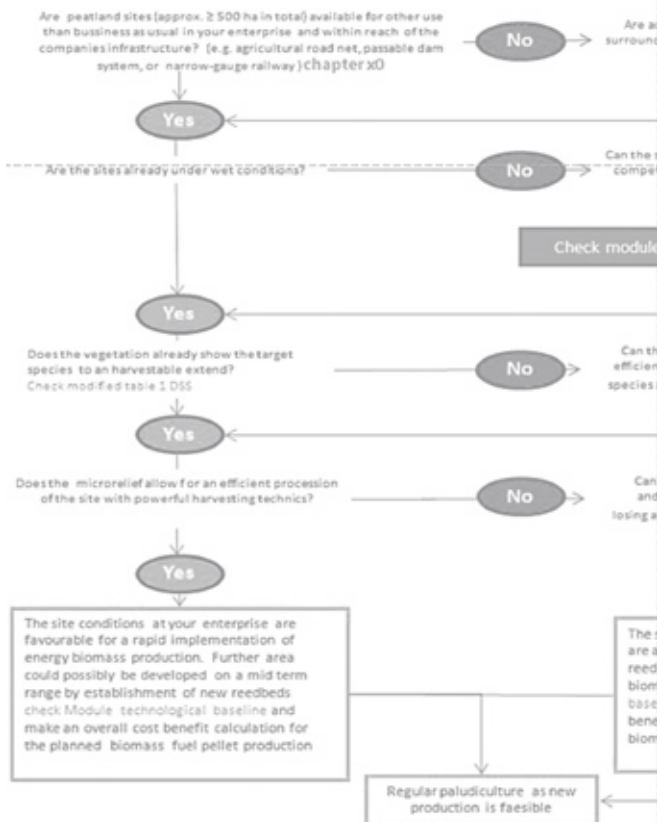 Are peatland sites (approx. ≥ 500 ha in total) available for other use
than bussiness as usual in your enterprise and within reach of the
companies infrastructure? (e.g. agricultural road net, passable dam
system, or narrow-gauge railway) chapter x0
No
Are
surround
Yes
Are the sites already under wet conditions?
No
Can the s
compet
Check module
Yes
Does the vegetation already show the target
species to an harvestable extend?
Check modified table 1 DSS
No
Can th
efficien
species
Yes
Does the microrelief allow for an efficient procession
of the site with powerful harvesting technics?
No
Can
and
losing a
Yes
The site conditions at your enterprise are
favourable for a rapid implementation of
energy biomass production. Further area
could possibly be developed on a mid term
range by establishment of new reedbeds
check Module technological baseline and
make an overall cost benefit calculation for
the planned biomass fuel pellet production
The s
are a
reed
biom
base
bene
biom
Regular paludiculture as new
production is faesible